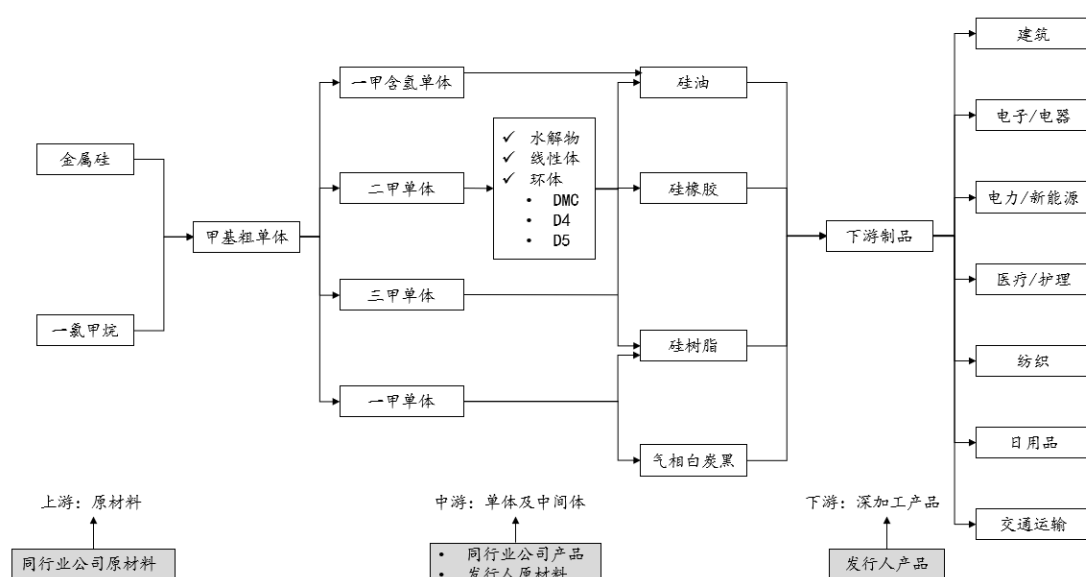 金属硅
一氯甲烷
甲基粗单体
一甲含氢单体
二甲单体
三甲单体
一甲单体
✓ 水解物
✓ 线性体
✓ 环体
• DMC
• D4
• D5
硅油
硅橡胶
硅树脂
气相白炭黑
下游制品
建筑
电子/电器
电力/新能源
医疗/护理
纺织
日用品
交通运输
上游：原材料
中游：单体及中间体
下游：深加工产品
同行业公司原材料
• 同行业公司产品
• 发行人原材料
发行人产品